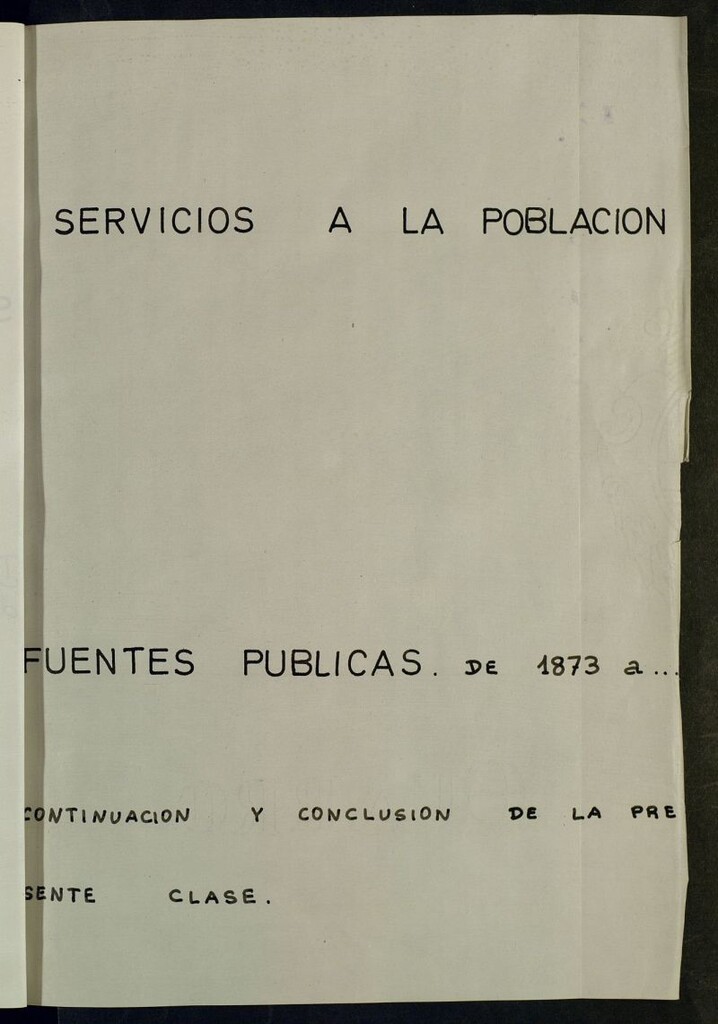 SERVICIOS A LA POBLACION
FUENTES PUBLICAS. DE 1873 a...
CONTINUACION Y CONCLUSION DE LA PRE
SENTE CLASE.